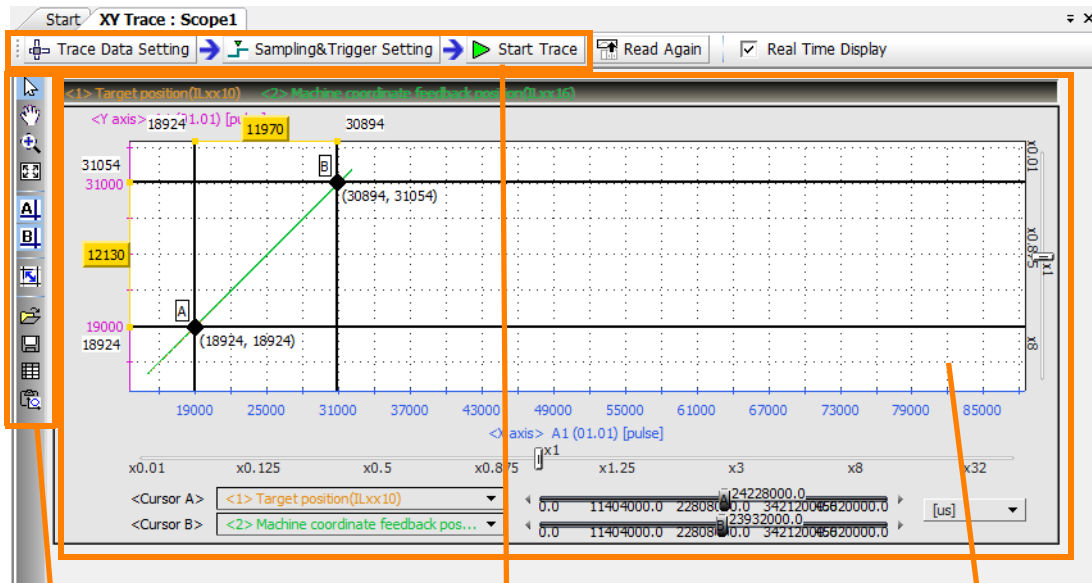 Start XY Trace : Scope1
Trace Data Setting Sampling&Trigger Setting Start Trace Read Again Real Time Display
<1> Target position(ILxx10) <2> Machine coordinate feedback position(ILxx16)
<Y axis> (01.01)
18924 11970 30894
31054 B
31000
(30894, 31054)
12130
A
19000
18924 (18924, 18924)
x0.01
x0.875
x1
x8
19000 25000 31000 37000 43000 49000 55000 61000 67000 73000 79000 85000
<X axis> A1 (01.01) [pulse]
x1
x0.01 x0.125 x0.5 x0.875 x1.25 x3 x8 x32
<Cursor A> <1> Target position(ILxx10) A 24228000.0
0.0 11404000.0
[us]
<Cursor B> <2> Machine coordinate feedback pos... B 23932000.0
0.0 11404000.0